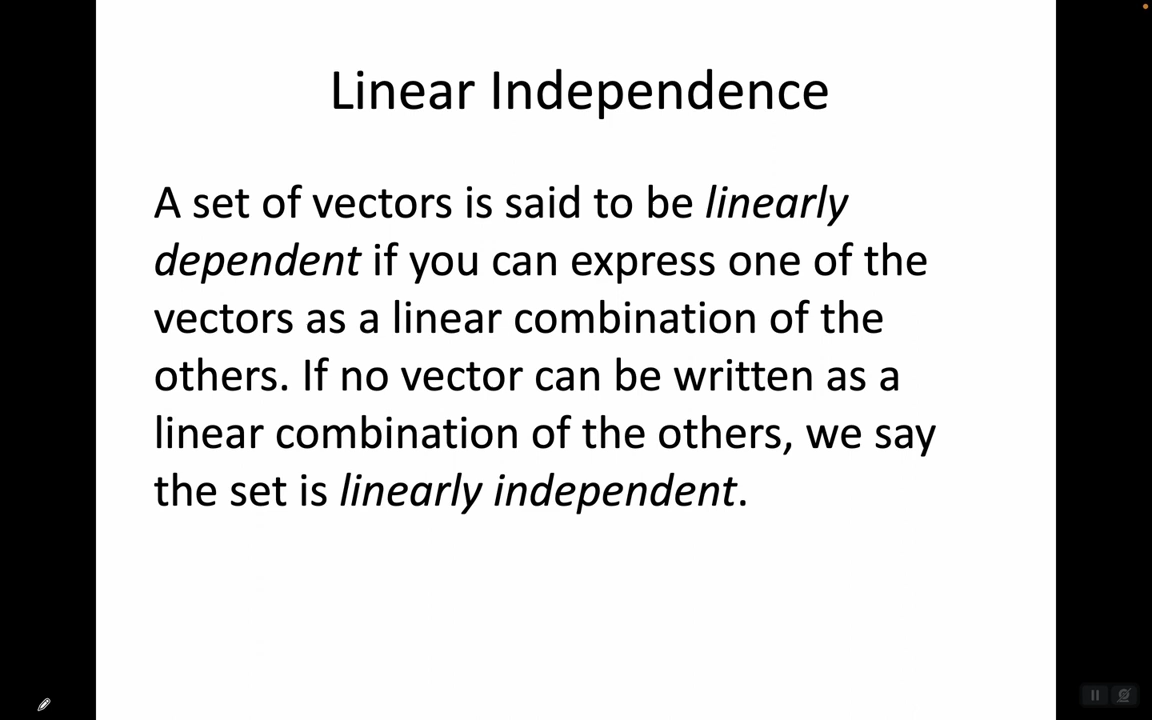 Linear Independence
A set of vectors is said to be linearly
dependent if you can express one of the
vectors as a linear combination of the
others. If no vector can be written as a
linear combination of the others, we say
the set is linearly independent.